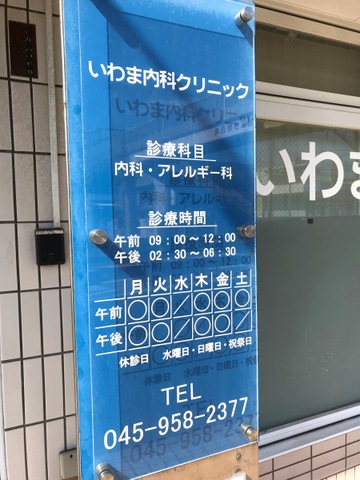 いわま内科クリニック
診療科目
内科・アレルギー科
診療時間
午前 09:00～12:00
午後 02:30～06:30
月 火 水 木 金 土
午前 ○ ○ ／ ○ ○ ○
午後 ○ ○ ／ ○ ○ ○
休診日 水曜日・日曜日・祝祭日
TEL
045-958-2377
いわま